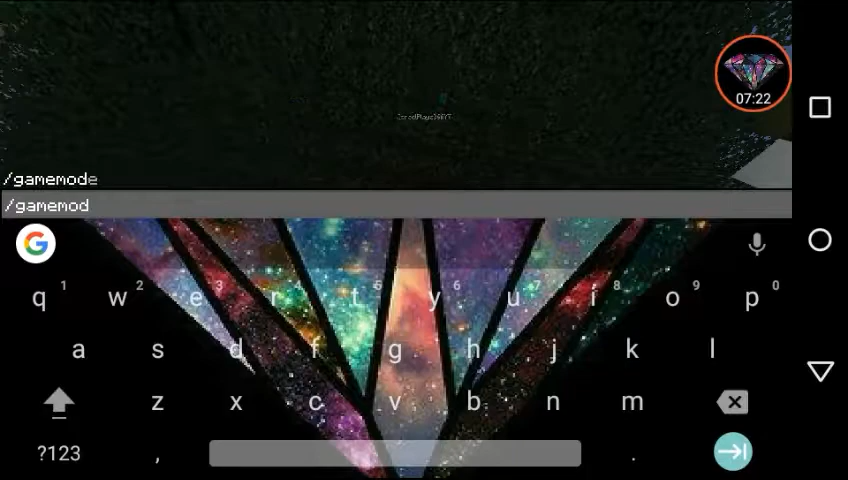 07:22
/gamemode
/gamemod
G
q 1 w 2 e 3 r 4 t 5 y 6 u 7 i 8 o 9 p 0
a s d f g h j k l
z x c v b n m
?123 , .